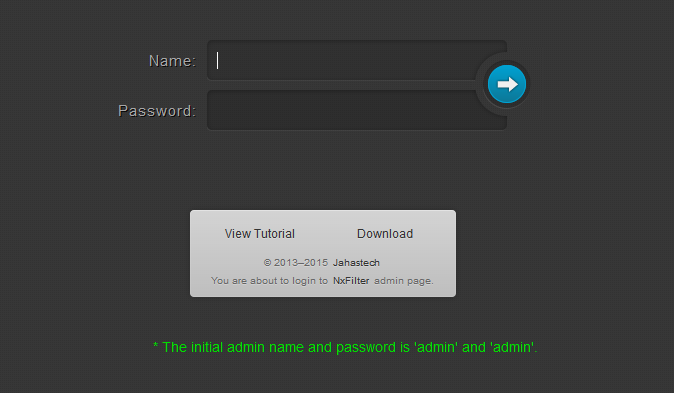 Name:
Password:
View Tutorial Download
© 2013–2015 Jahastech
You are about to login to NxFilter admin page.
* The initial admin name and password is 'admin' and 'admin'.